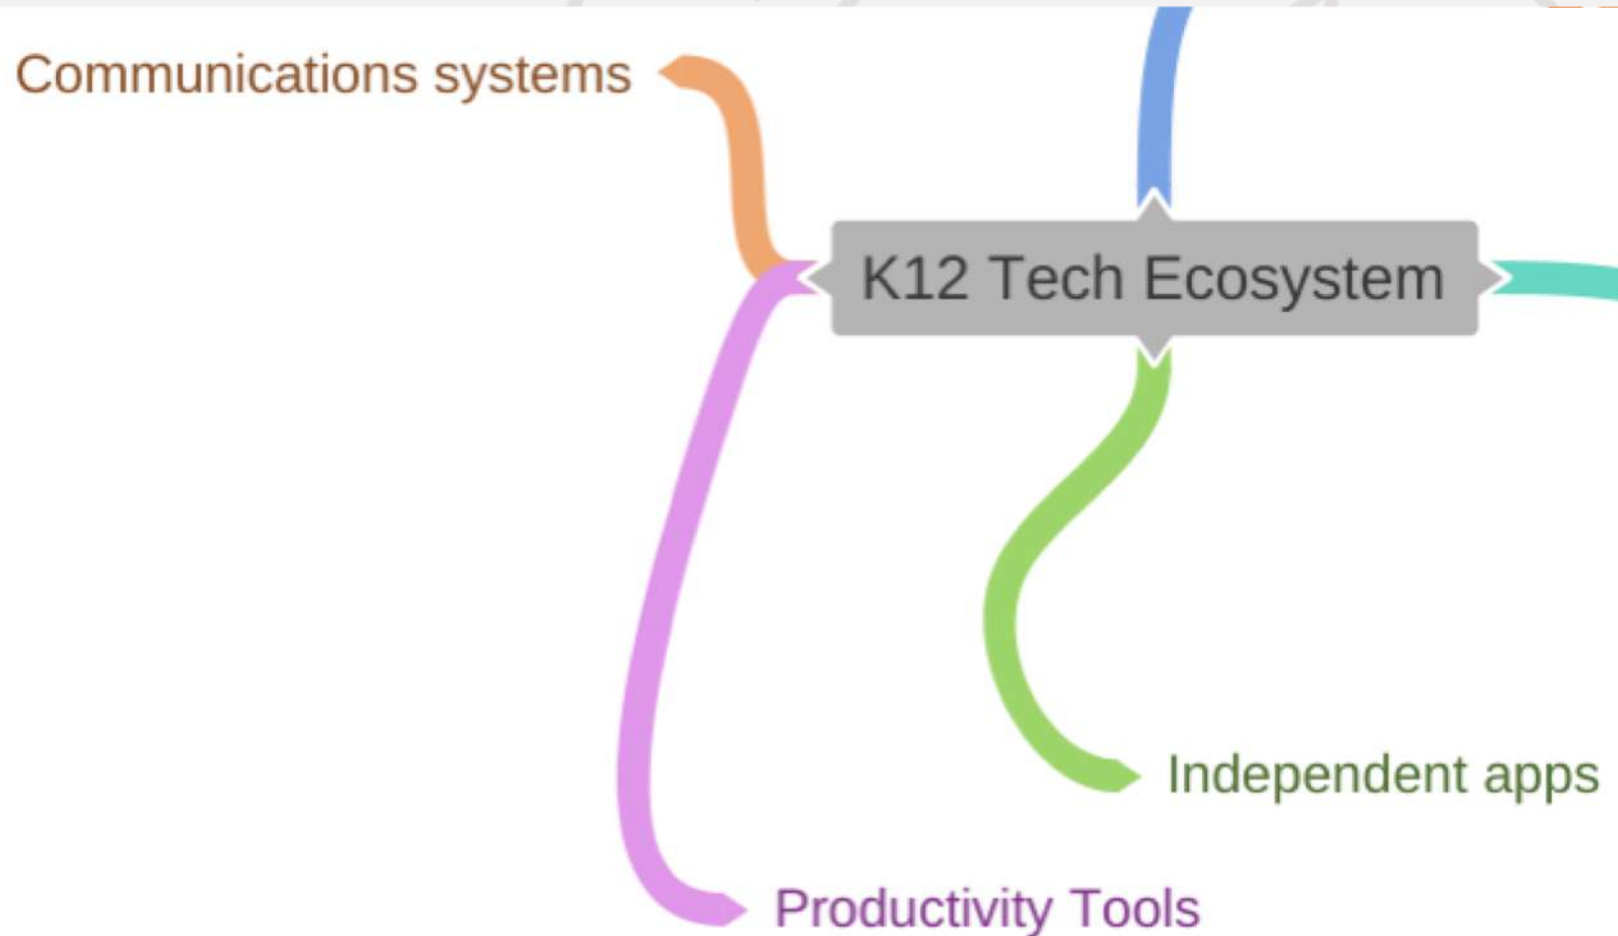 Communications systems
K12 Tech Ecosystem
Independent apps
Productivity Tools